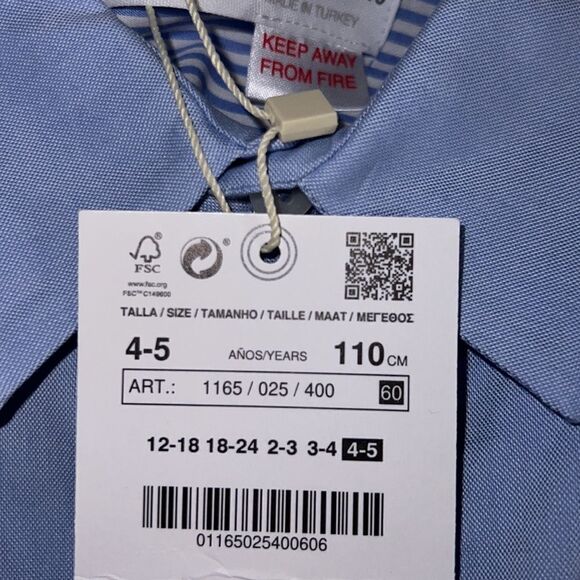 MADE IN TURKEY
KEEP AWAY
FROM FIRE
FSC
www.fsc.org
FSC™ C149600
TALLA / SIZE / TAMANHO / TAILLE / MAAT / ΜΕΓΕΘΟΣ
4-5 AÑOS/YEARS 110 CM
ART.: 1165 / 025 / 400 60
12-18 18-24 2-3 3-4 4-5
01165025400606